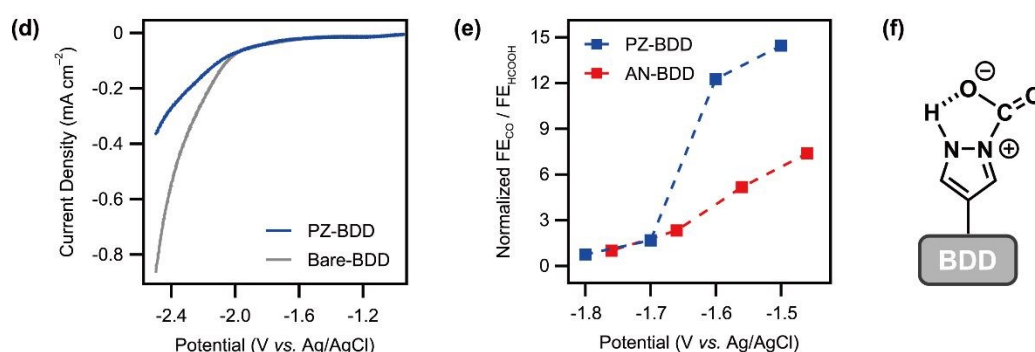 (d)
Current Density (mA cm⁻²)
0
-0.2
-0.4
-0.6
-0.8
PZ-BDD
Bare-BDD
-2.4 -2.0 -1.6 -1.2
Potential (V vs. Ag/AgCl)
(e)
Normalized FE_CO / FE_HCOOH
15
12
9
6
3
0
PZ-BDD
AN-BDD
-1.8 -1.7 -1.6 -1.5
Potential (V vs. Ag/AgCl)
(f)
O ⊖
H C O
N N ⊕
BDD